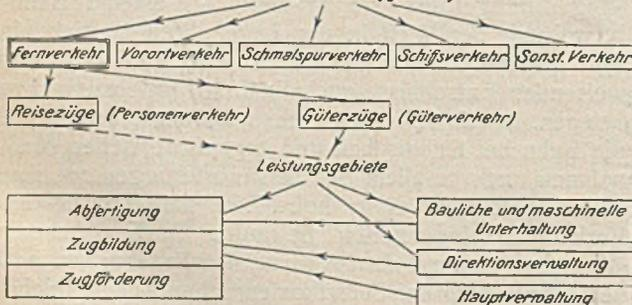 Fernverkehr Vorortverkehr Schmalspurverkehr Schiffsverkehr Sonst. Verkehr
Reisezüge (Personenverkehr) Güterzüge (Güterverkehr)
Leistungsgebiete
Abfertigung
Zugbildung
Zugförderung
Bauliche und maschinelle
Unterhaltung
Direktionsverwaltung
Hauptverwaltung